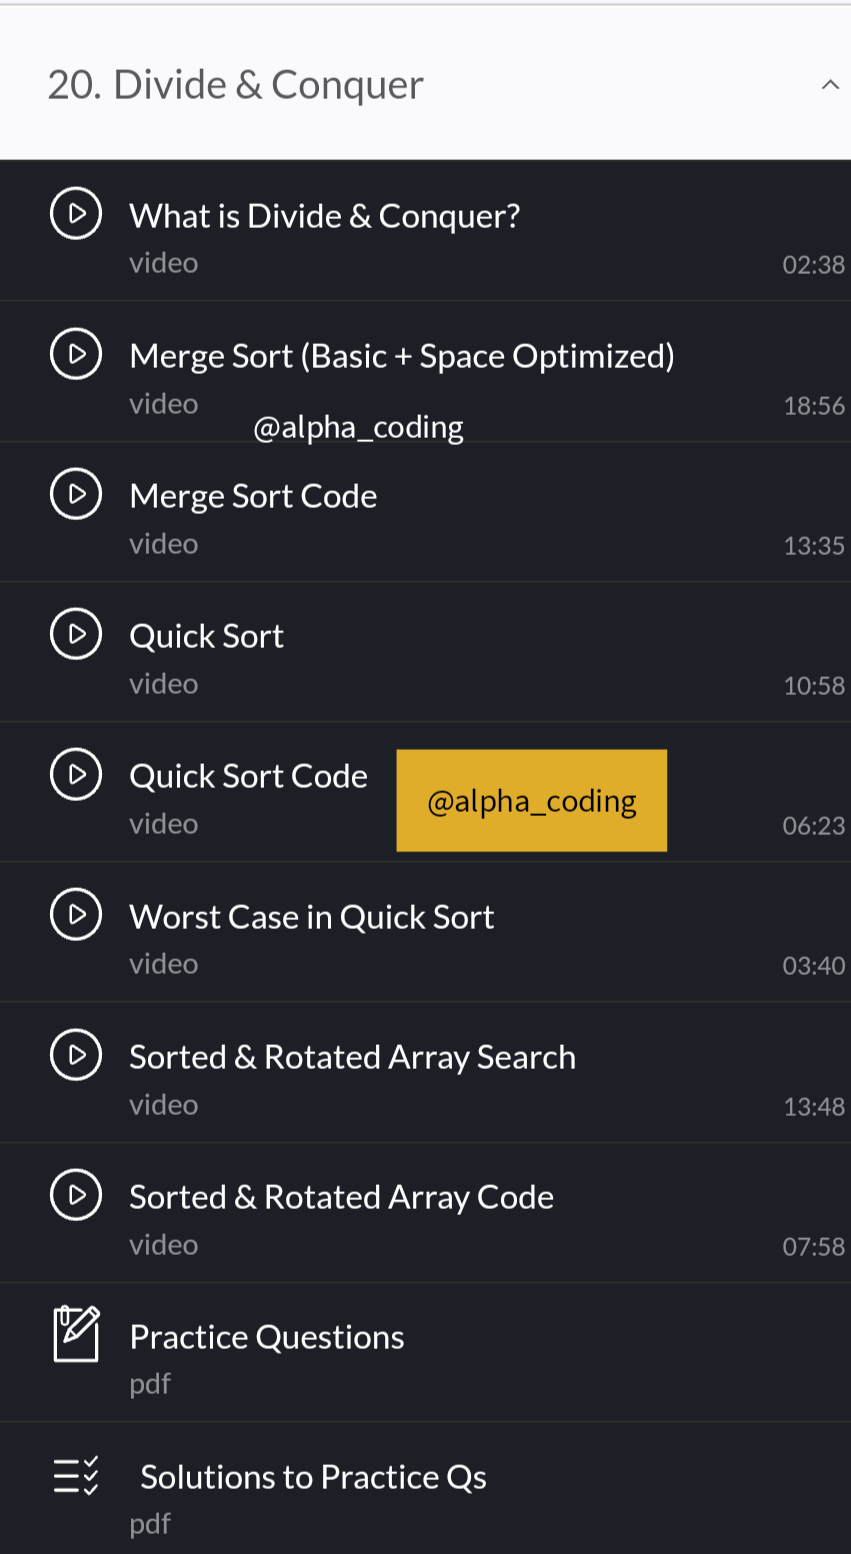 20. Divide & Conquer
What is Divide & Conquer?
video
02:38
Merge Sort (Basic + Space Optimized)
video
18:56
@alpha_coding
Merge Sort Code
video
13:35
Quick Sort
video
10:58
Quick Sort Code
@alpha_coding
video
06:23
Worst Case in Quick Sort
video
03:40
Sorted & Rotated Array Search
video
13:48
Sorted & Rotated Array Code
video
07:58
Practice Questions
pdf
Solutions to Practice Qs
pdf